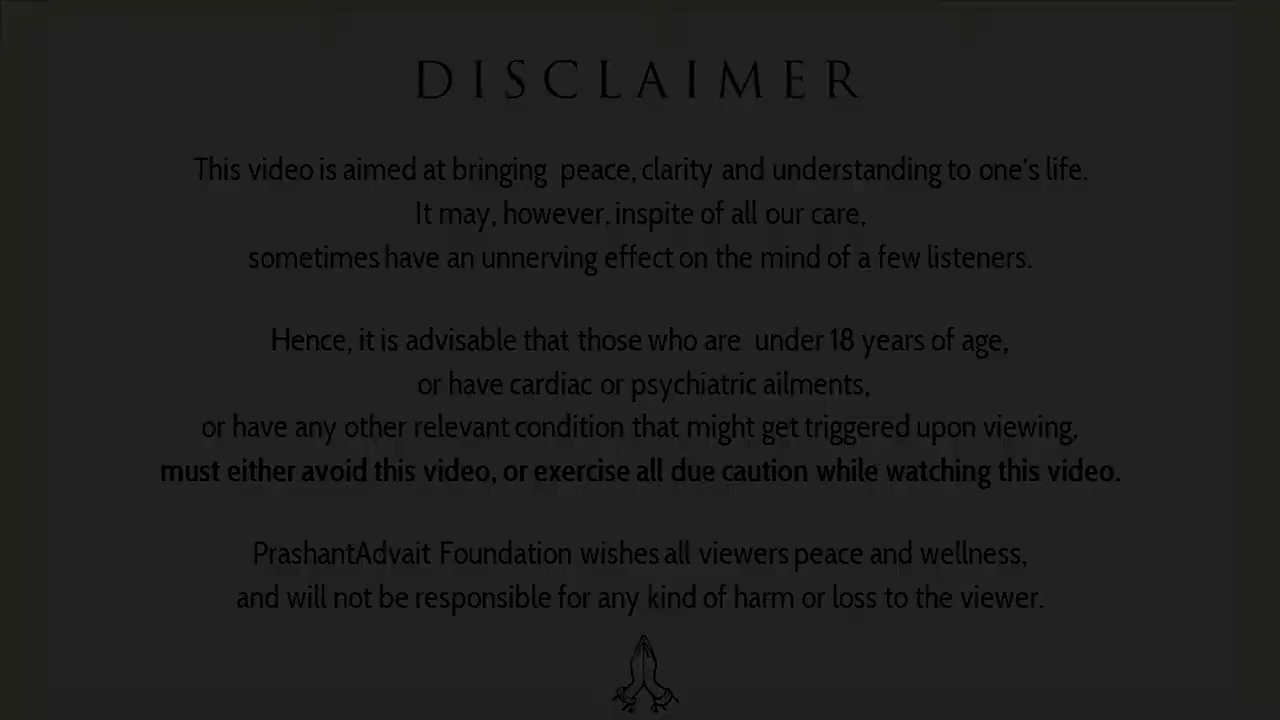 DISCLAIMER
This video is aimed at bringing peace, clarity and understanding to one's life.
It may, however, inspite of all our care,
sometimes have an unnerving effect on the mind of a few listeners.
Hence, it is advisable that those who are under 18 years of age,
or have cardiac or psychiatric ailments,
or have any other relevant condition that might get triggered upon viewing,
must either avoid this video, or exercise all due caution while watching this video.
PrashantAdvait Foundation wishes all viewers peace and wellness,
and will not be responsible for any kind of harm or loss to the viewer.